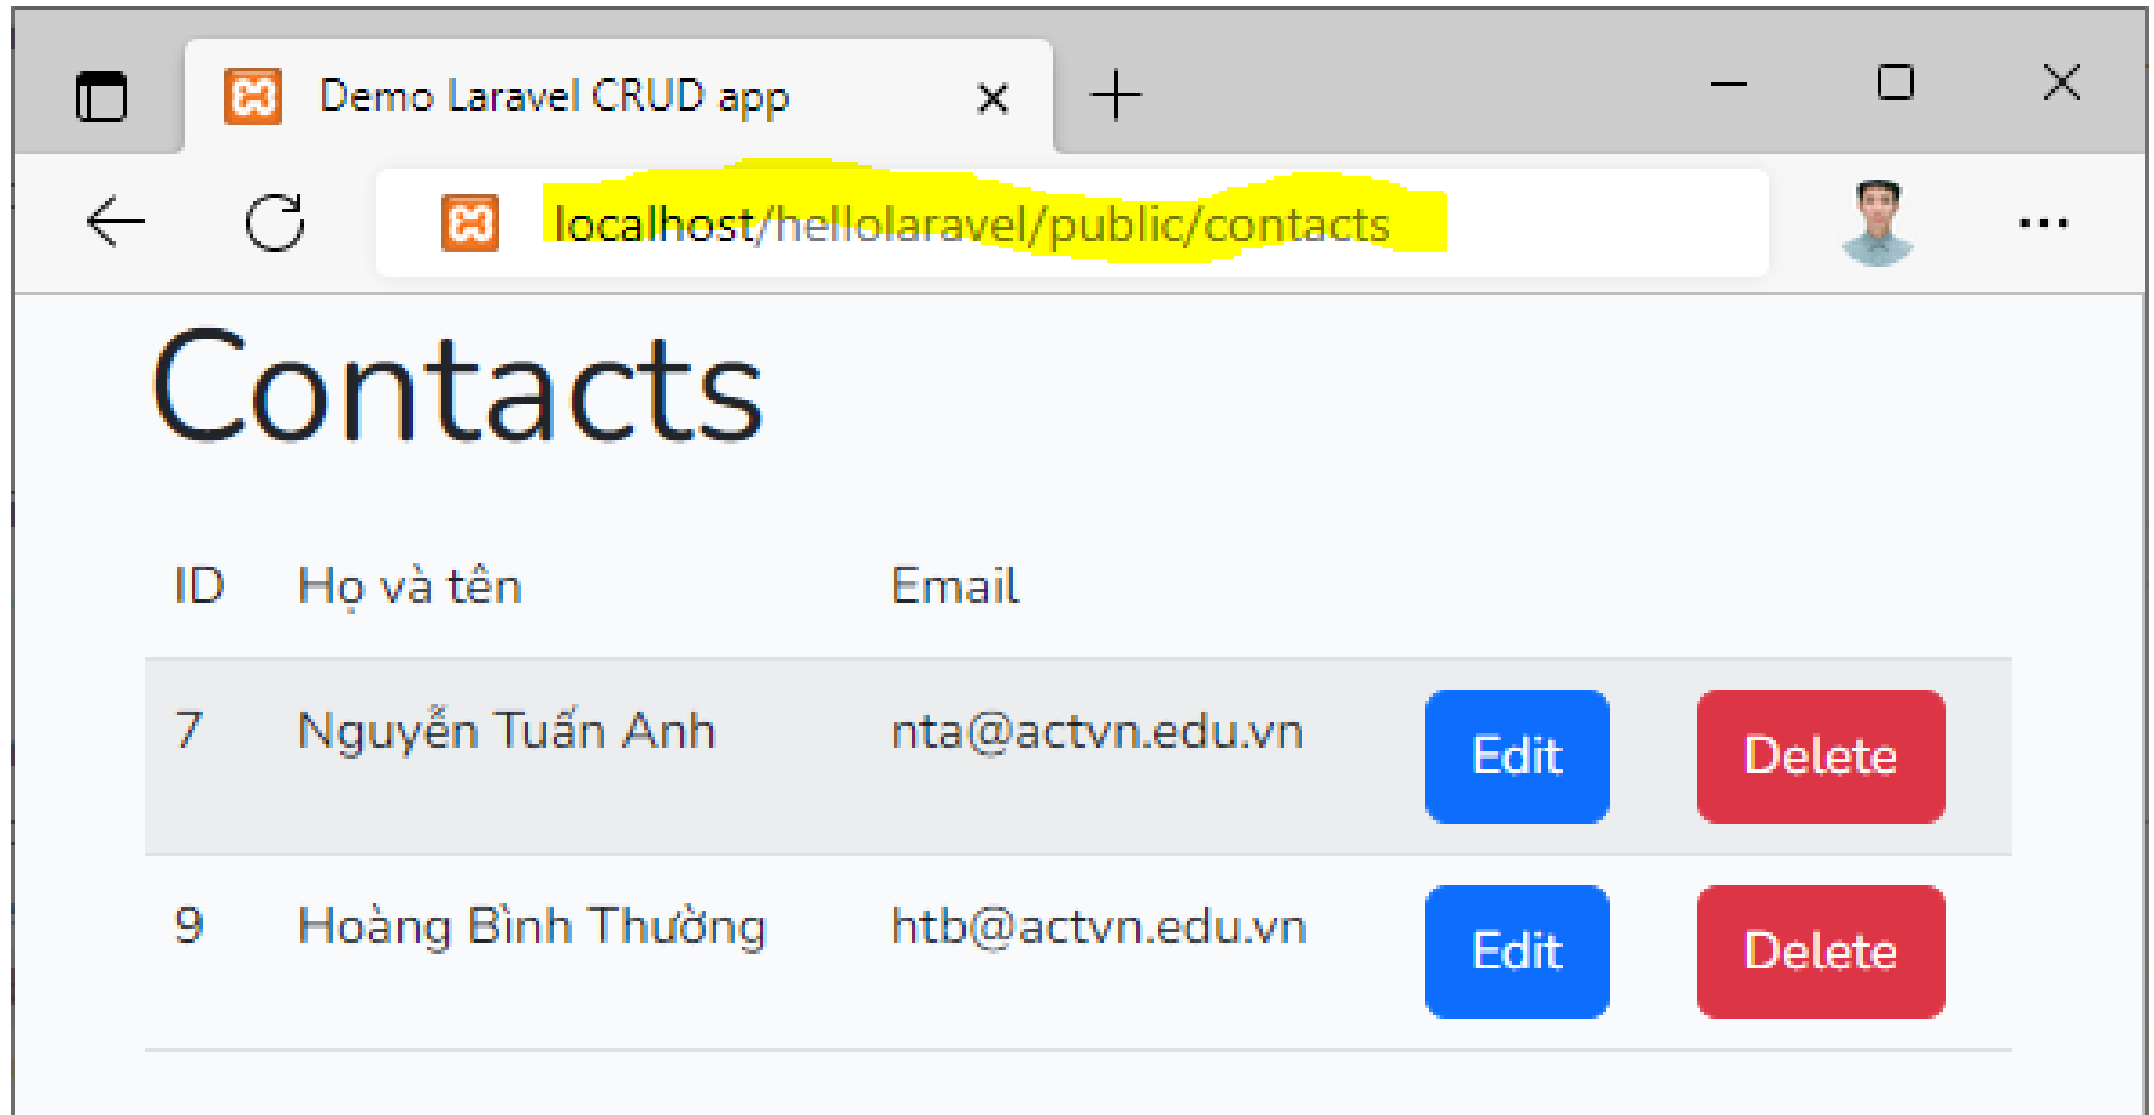 Demo Laravel CRUD app
localhost/hellolaravel/public/contacts
Contacts
ID Họ và tên Email
7 Nguyễn Tuấn Anh nta@actvn.edu.vn Edit Delete
9 Hoàng Bình Thường htb@actvn.edu.vn Edit Delete